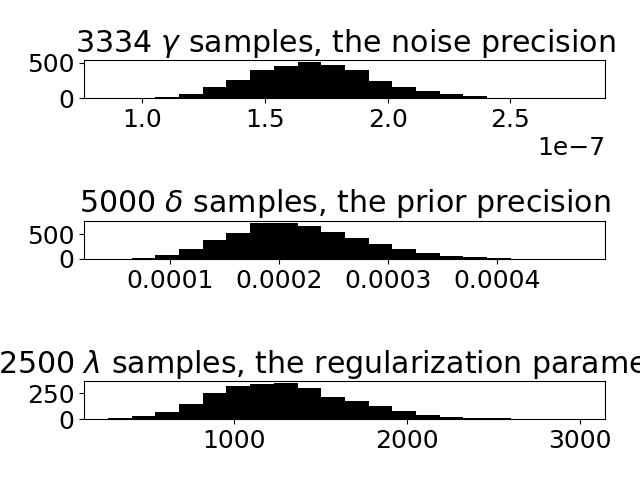 3334 γ samples, the noise precision
500
0
1.0 1.5 2.0 2.5
1e−7
5000 δ samples, the prior precision
500
0
0.0001 0.0002 0.0003 0.0004
2500 λ samples, the regularization parame
250
0
1000 2000 3000